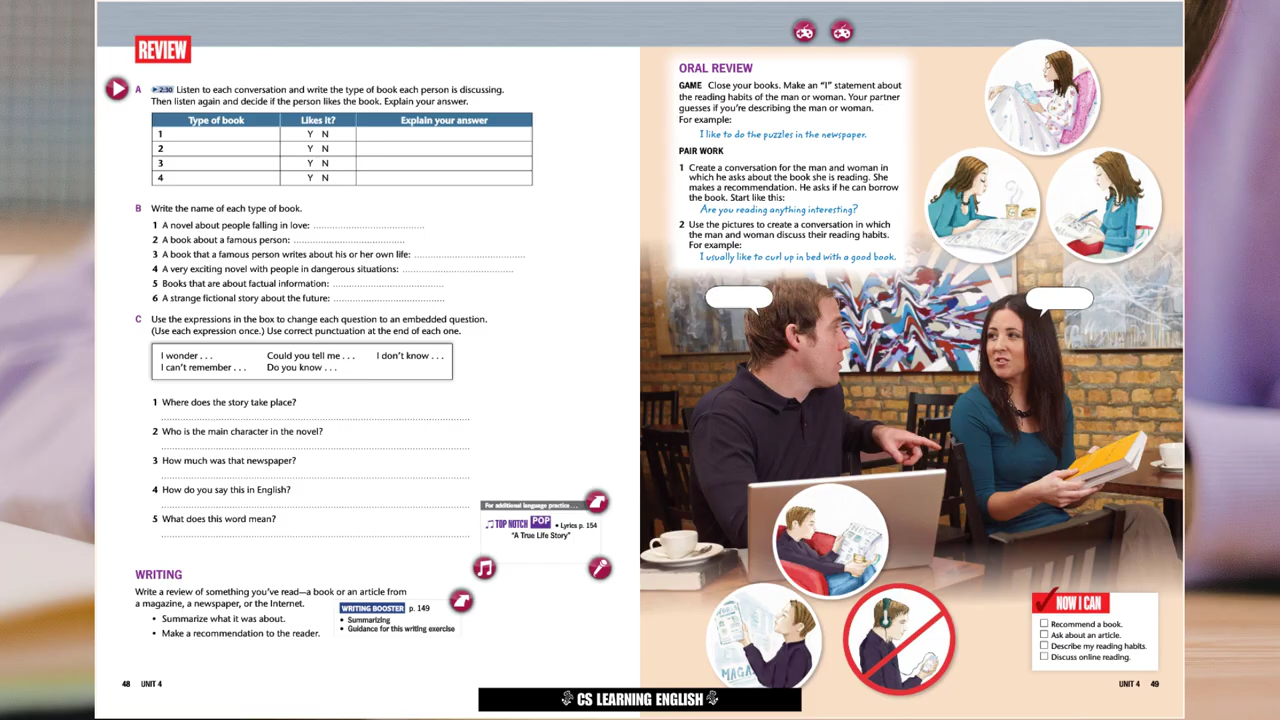 REVIEW
A 2:30 Listen to each conversation and write the type of book each person is discussing.
Then listen again and decide if the person likes the book. Explain your answer.
Type of book Likes it? Explain your answer
1 Y N
2 Y N
3 Y N
4 Y N
B Write the name of each type of book.
1 A novel about people falling in love:
2 A book about a famous person:
3 A book that a famous person writes about his or her own life:
4 A very exciting novel with people in dangerous situations:
5 Books that are about factual information:
6 A strange fictional story about the future:
C Use the expressions in the box to change each question to an embedded question.
(Use each expression once.) Use correct punctuation at the end of each one.
I wonder . . . Could you tell me . . . I don't know . . .
I can't remember . . . Do you know . . .
1 Where does the story take place?
2 Who is the main character in the novel?
3 How much was that newspaper?
4 How do you say this in English?
5 What does this word mean?
For additional language practice . . .
TOP NOTCH POP • Lyrics p. 154
"A True Life Story"
WRITING
Write a review of something you've read—a book or an article from
a magazine, a newspaper, or the Internet.
• Summarize what it was about.
• Make a recommendation to the reader.
WRITING BOOSTER p. 149
• Summarizing
• Guidance for this writing exercise
48 UNIT 4
ORAL REVIEW
GAME Close your books. Make an "I" statement about
the reading habits of the man or woman. Your partner
guesses if you're describing the man or woman.
For example:
I like to do the puzzles in the newspaper.
PAIR WORK
1 Create a conversation for the man and woman in
which he asks about the book she is reading. She
makes a recommendation. He asks if he can borrow
the book. Start like this:
Are you reading anything interesting?
2 Use the pictures to create a conversation in which
the man and woman discuss their reading habits.
For example:
I usually like to curl up in bed with a good book.
MAGA
NOW I CAN
Recommend a book.
Ask about an article.
Describe my reading habits.
Discuss online reading.
UNIT 4 49
CS LEARNING ENGLISH